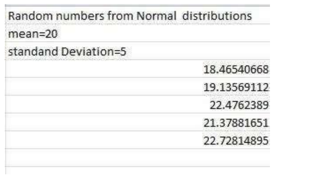 Random numbers from Normal distributions
mean=20
standand Deviation=5
18.46540668
19.13569112
22.4762389
21.37881651
22.72814895